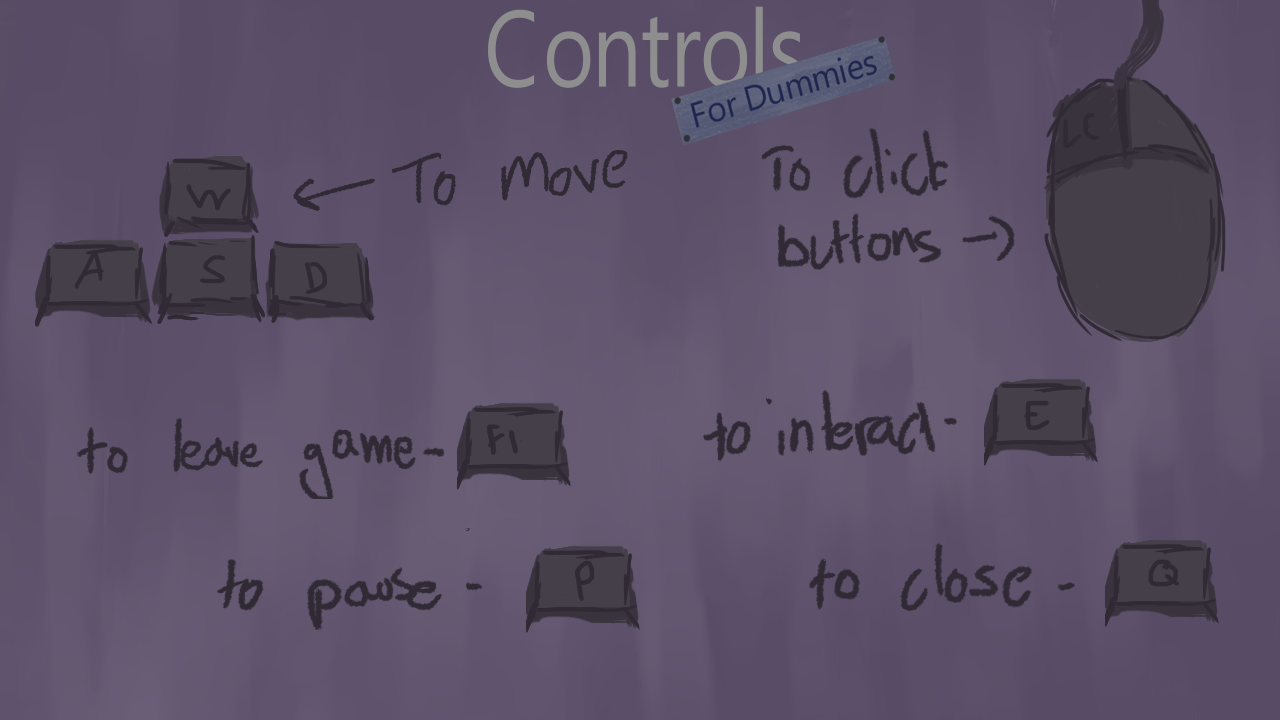 Controls
For Dummies
W
To move
A S D
To click
buttons
LC
to leave game- F1
to interact- E
to pause - P
to close - Q